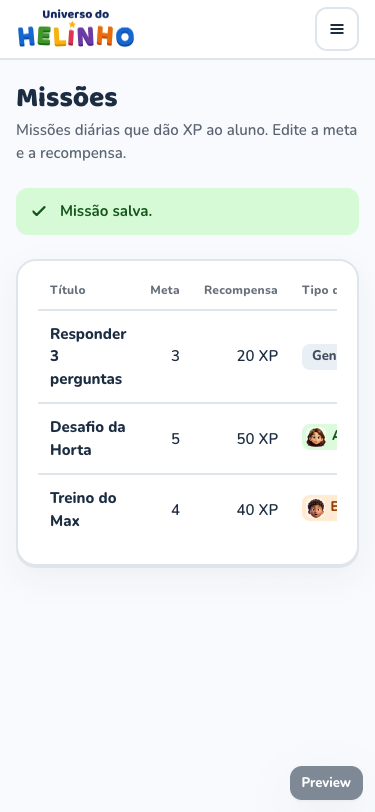 Universo do
HELINHO
Missões
Missões diárias que dão XP ao aluno. Edite a meta
e a recompensa.
Missão salva.
Título Meta Recompensa Tipo
Responder
3
perguntas
3 20 XP Gen
Desafio da
Horta
5 50 XP
Treino do
Max
4 40 XP E
Preview